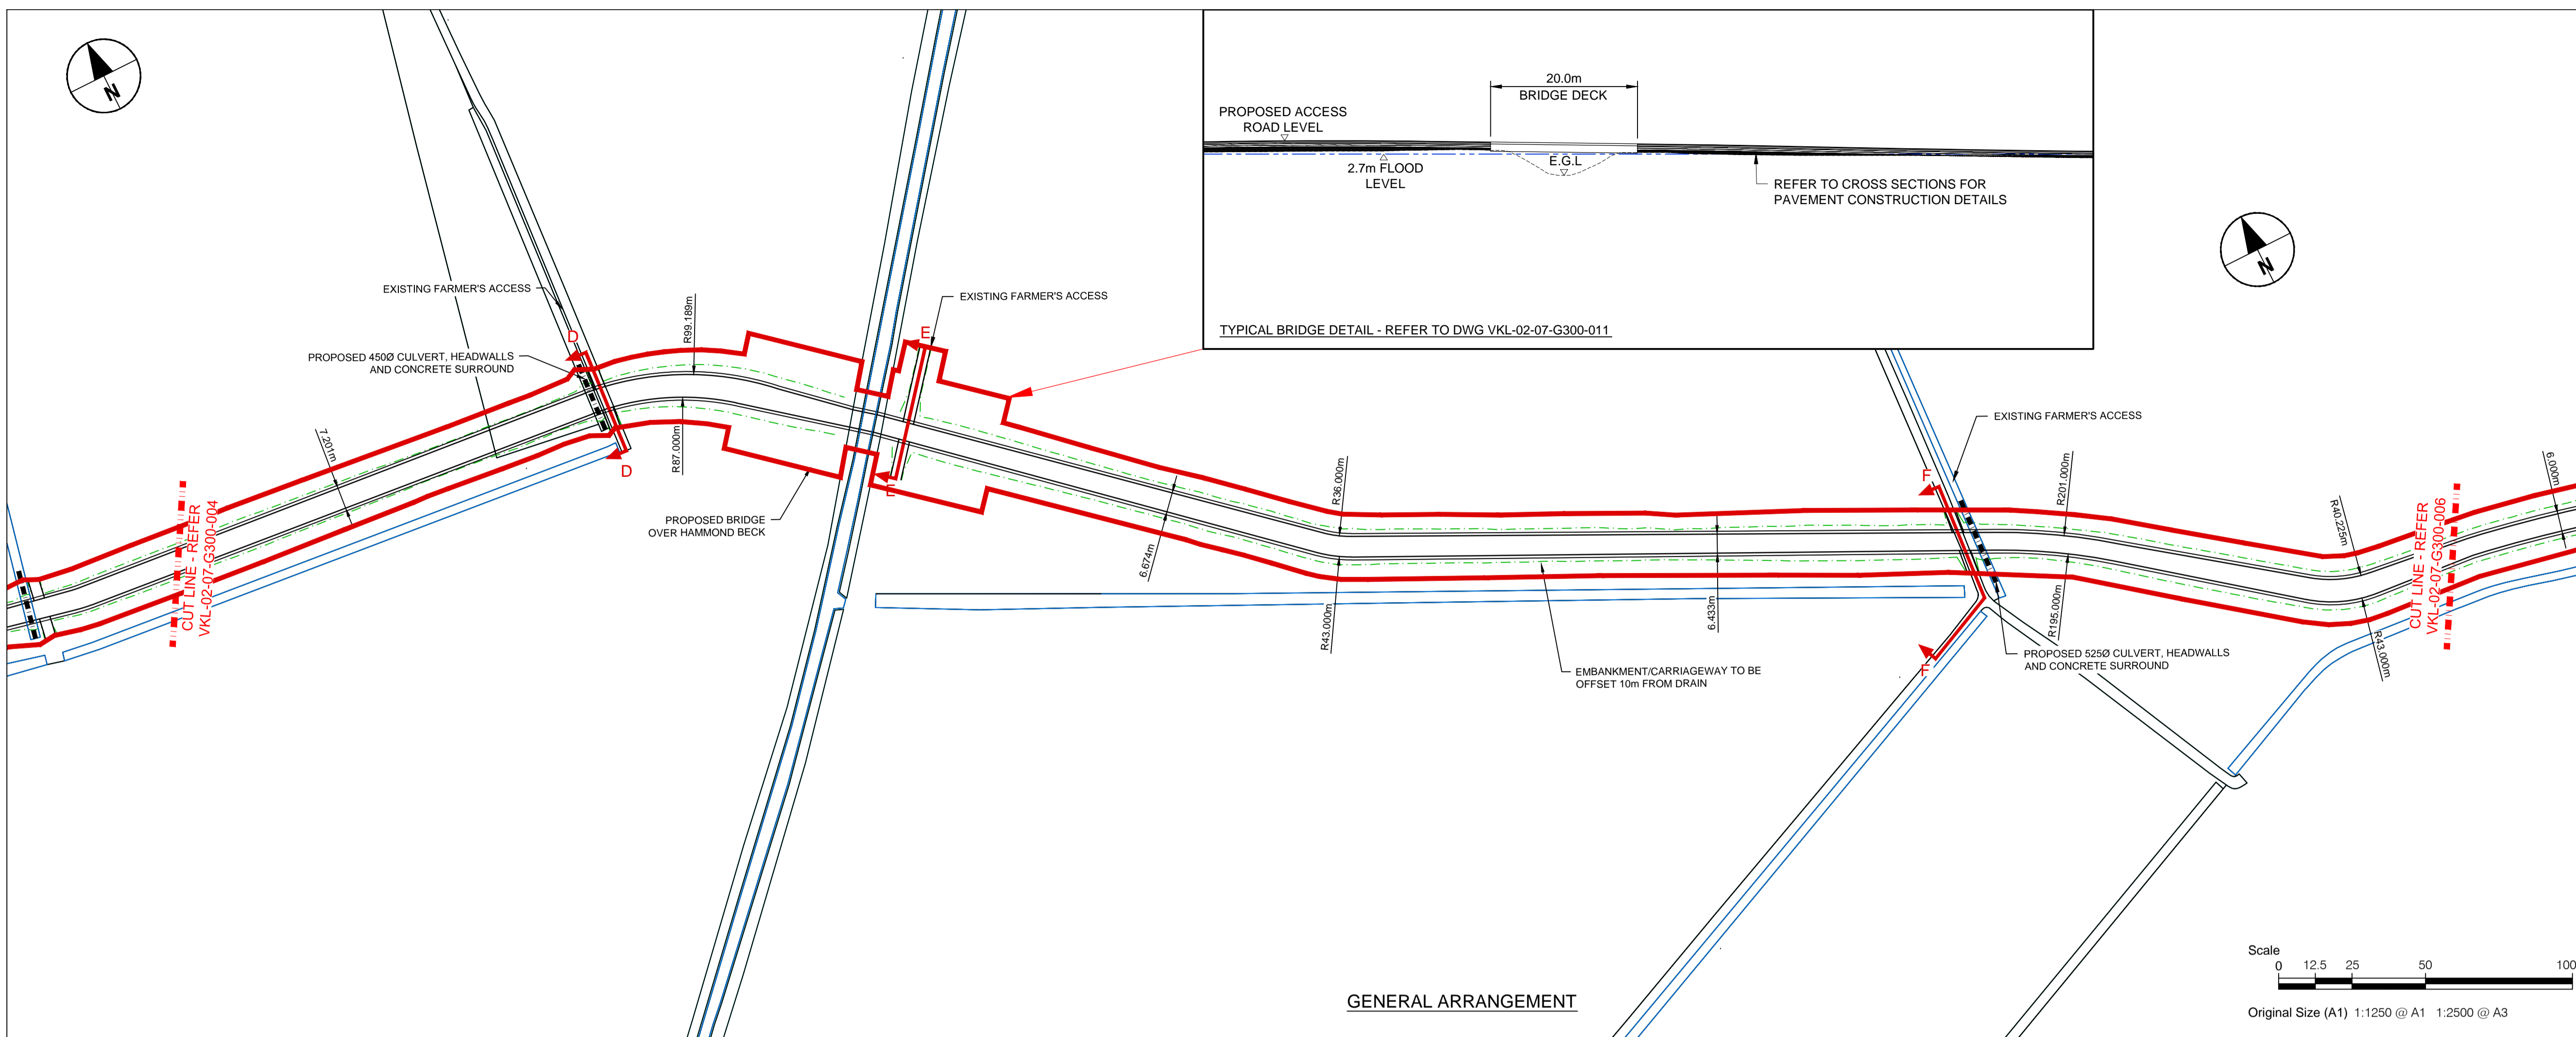 N
20.0m
BRIDGE DECK
PROPOSED ACCESS
ROAD LEVEL
E.G.L
2.7m FLOOD
LEVEL
REFER TO CROSS SECTIONS FOR
PAVEMENT CONSTRUCTION DETAILS
TYPICAL BRIDGE DETAIL - REFER TO DWG VKL-02-07-G300-011
N
EXISTING FARMER'S ACCESS
EXISTING FARMER'S ACCESS
D
R99.189m
E
PROPOSED 450Ø CULVERT, HEADWALLS
AND CONCRETE SURROUND
7.201m
R87.000m
D
E
CUT LINE - REFER
VKL-02-07-G300-004
PROPOSED BRIDGE
OVER HAMMOND BECK
6.674m
R36.000m
R43.000m
EXISTING FARMER'S ACCESS
F
R201.000m
R40.225m
6.000m
CUT LINE - REFER
VKL-02-07-G300-006
6.433m
R195.000m
R43.000m
EMBANKMENT/CARRIAGEWAY TO BE
OFFSET 10m FROM DRAIN
F
PROPOSED 525Ø CULVERT, HEADWALLS
AND CONCRETE SURROUND
GENERAL ARRANGEMENT
Scale
0 12.5 25 50 100
Original Size (A1) 1:1250 @ A1 1:2500 @ A3